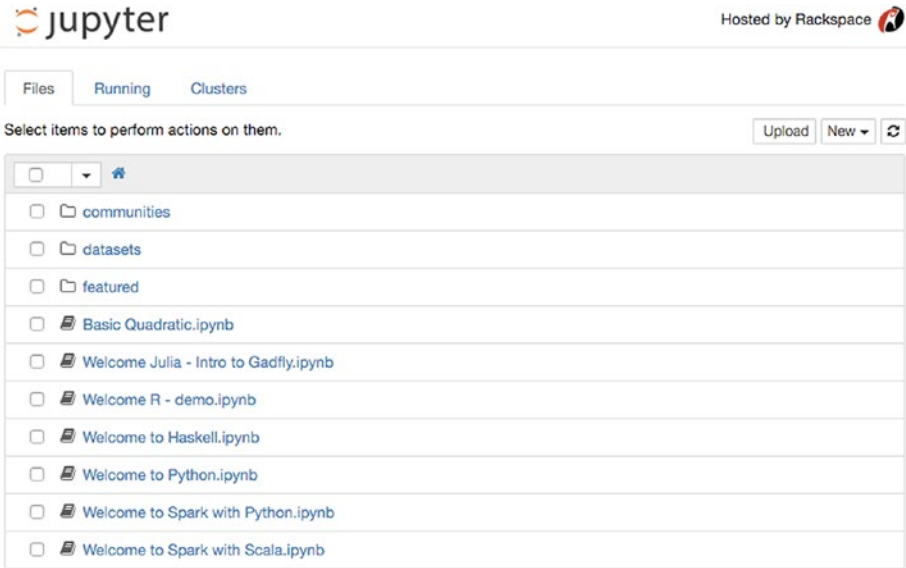 jupyter
Hosted by Rackspace
Files Running Clusters
Select items to perform actions on them.
Upload New
communities
datasets
featured
Basic Quadratic.ipynb
Welcome Julia - Intro to Gadfly.ipynb
Welcome R - demo.ipynb
Welcome to Haskell.ipynb
Welcome to Python.ipynb
Welcome to Spark with Python.ipynb
Welcome to Spark with Scala.ipynb